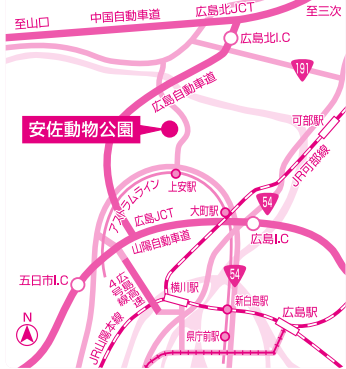 至山口
中国自動車道
広島北JCT
至三次
広島北I.C
191
広島自動車道
安佐動物公園
可部駅
JR可部線
上安駅
アストラムライン
大町駅
54
広島JCT
広島I.C
山陽自動車道
五日市I.C
広島高速
4号線
54
横川駅
新白島駅
広島駅
N
JR山陽本線
県庁前駅